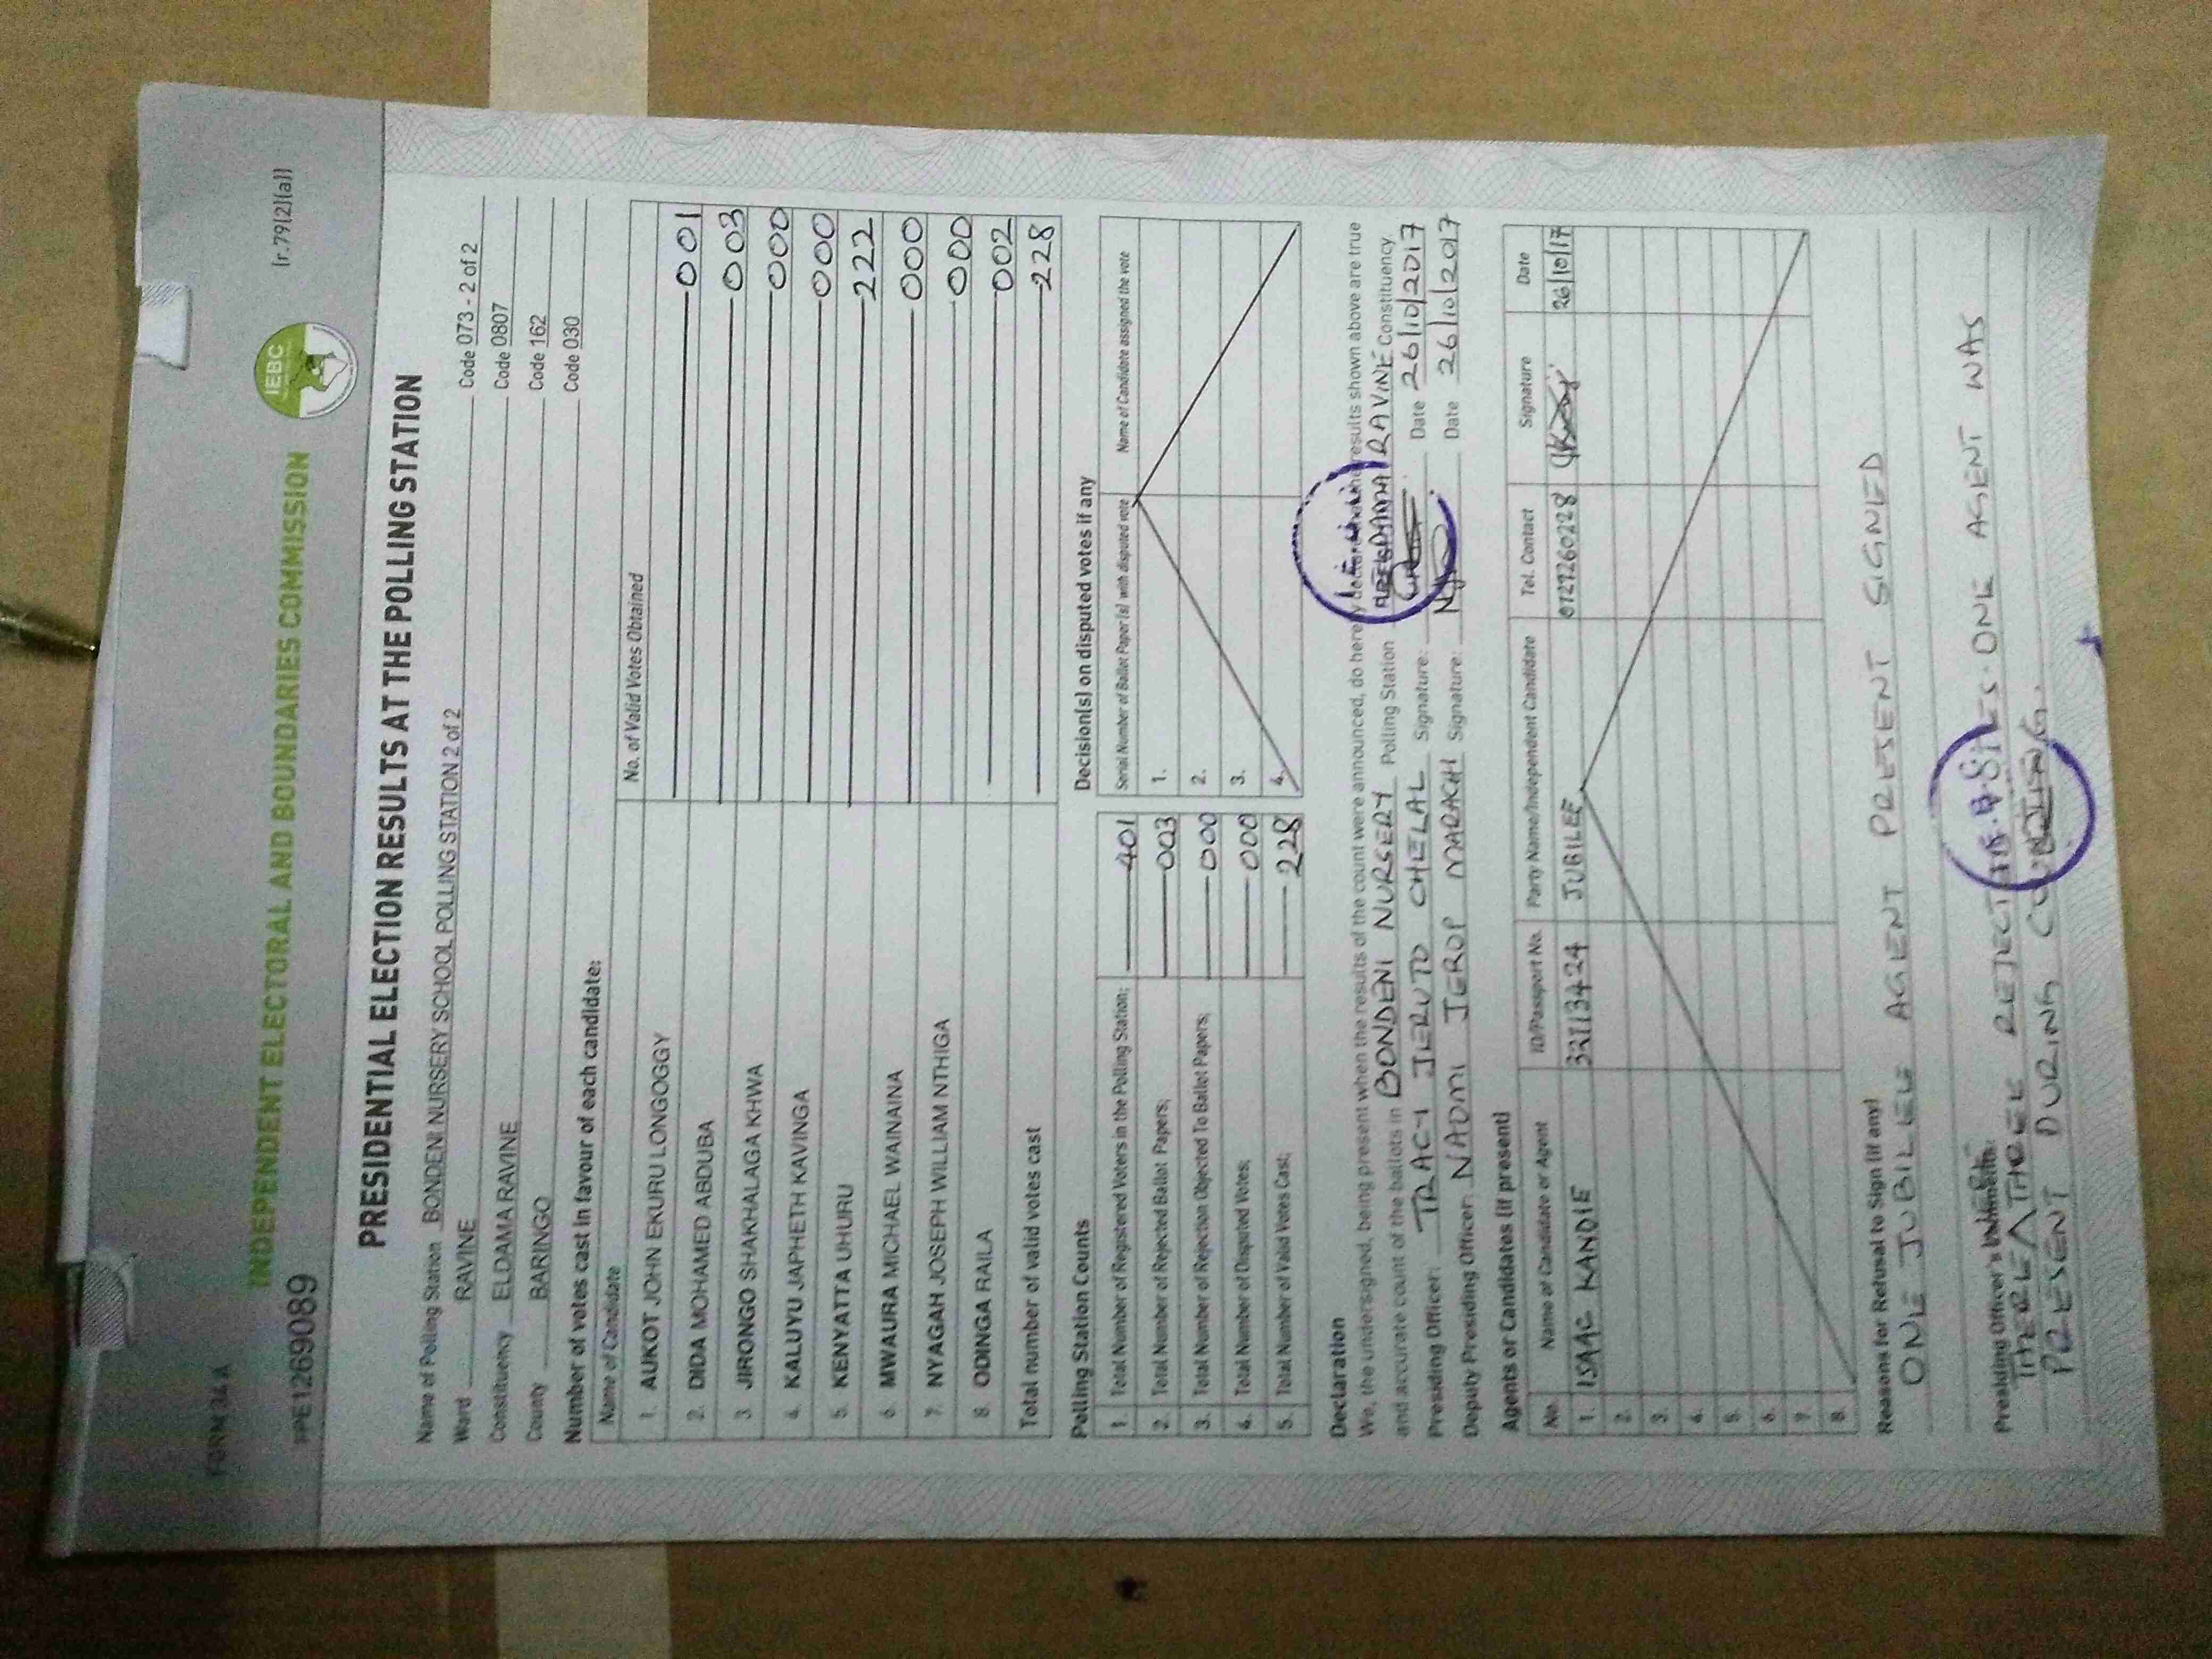 FORM 34 A
INDEPENDENT ELECTORAL AND BOUNDARIES COMMISSION
IEBC
(r.79(2)(a))
PPE1269089
PRESIDENTIAL ELECTION RESULTS AT THE POLLING STATION
Name of Polling Station BONDENI NURSERY SCHOOL POLLING STATION 2 of 2 Code 073 - 2 of 2
Ward RAVINE Code 0807
Constituency ELDAMA RAVINE Code 162
County BARINGO Code 030
Number of votes cast in favour of each candidate:
Name of Candidate No. of Valid Votes Obtained
1. AUKOT JOHN EKURU LONGOGGY 001
2. DIDA MOHAMED ABDUBA 003
3. JIRONGO SHAKHALAGA KHWA 000
4. KALUYU JAPHETH KAVINGA 000
5. KENYATTA UHURU 222
6. MWAURA MICHAEL WAINAINA 000
7. NYAGAH JOSEPH WILLIAM NTHIGA 000
8. ODINGA RAILA 002
Total number of valid votes cast 228
Polling Station Counts
1. Total Number of Registered Voters in the Polling Station; 401
2. Total Number of Rejected Ballot Papers; 003
3. Total Number of Rejection Objected To Ballot Papers; 000
4. Total Number of Disputed Votes; 000
5. Total Number of Valid Votes Cast; 228
Decision(s) on disputed votes if any
Serial Number of Ballot Paper(s) with disputed vote Name of Candidate assigned the vote
1.
2.
3.
4.
Declaration
We, the undersigned, being present when the results of the count were announced, do hereby declare results shown above are true
and accurate count of the ballots in BONDENI NURSERY Polling Station ELDAMA RAVINE Constituency
Presiding Officer: TRACY JERUTO CHELAL Signature: Date 26/10/2017
Deputy Presiding Officer: NAOMI JEROP MARACH Signature: Date 26/10/2017
Agents or Candidates (if present)
No. Name of Candidate or Agent ID/Passport No. Party Name/Independent Candidate Tel. Contact Signature Date
1. ISAAC KANDIE 32113424 JUBILEE 0727260228 26/10/17
2.
3.
4.
5.
6.
7.
8.
Reasons for Refusal to Sign (if any)
ONE JUBILEE AGENT PRESENT SIGNED
Presiding Officer's
THREE REJECTED ONE AGENT WAS
PRESENT DURING COUNTING.